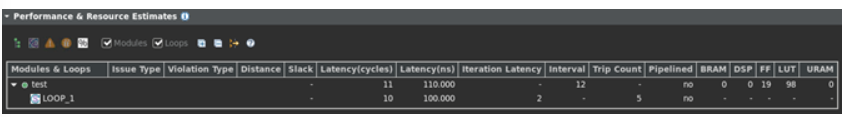 Performance & Resource Estimates
Modules Loops
Modules & Loops Issue Type Violation Type Distance Slack Latency(cycles) Latency(ns) Iteration Latency Interval Trip Count Pipelined BRAM DSP FF LUT URAM
test - 11 110.000 - 12 - no 0 0 19 98 0
LOOP_1 - 10 100.000 2 - 5 no - - - - -